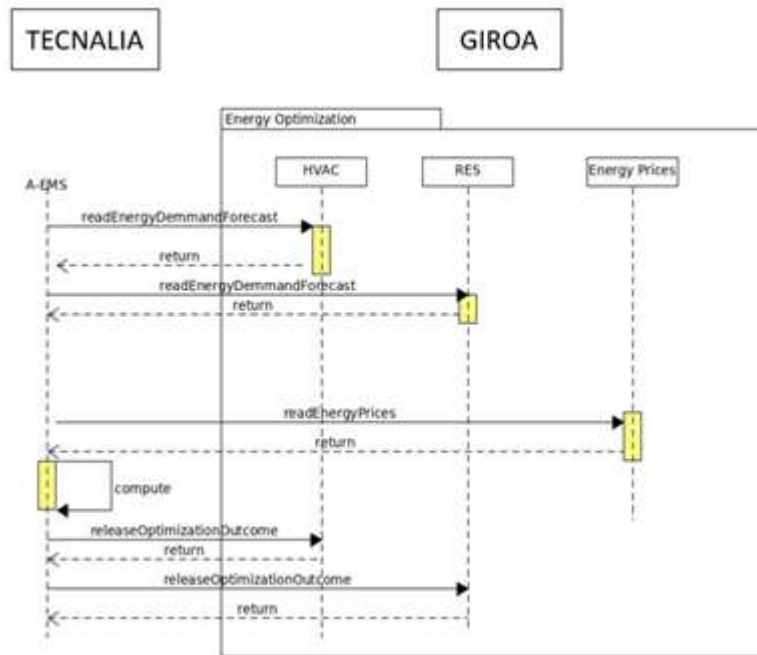 TECNALIA
GIROA
Energy Optimization
HVAC
RES
Energy Prices
A-EMS
readEnergyDemmandForecast
return
readEnergyDemmandForecast
return
readEnergyPrices
return
compute
releaseOptimizationOutcome
return
releaseOptimizationOutcome
return